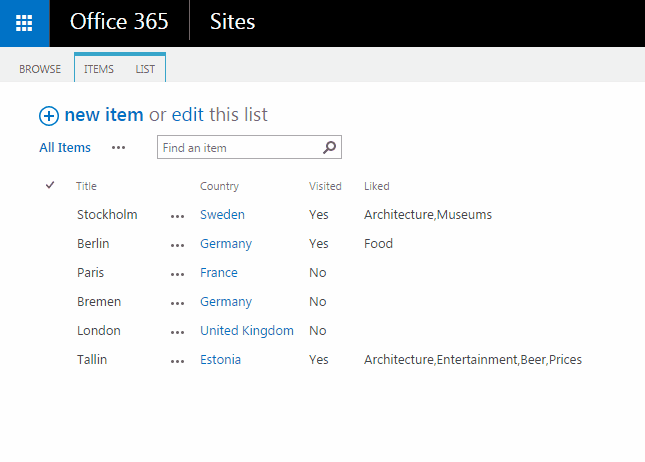 Office 365 Sites
BROWSE ITEMS LIST
new item or edit this list
All Items ••• Find an item
Title Country Visited Liked
Stockholm ••• Sweden Yes Architecture,Museums
Berlin ••• Germany Yes Food
Paris ••• France No
Bremen ••• Germany No
London ••• United Kingdom No
Tallin ••• Estonia Yes Architecture,Entertainment,Beer,Prices